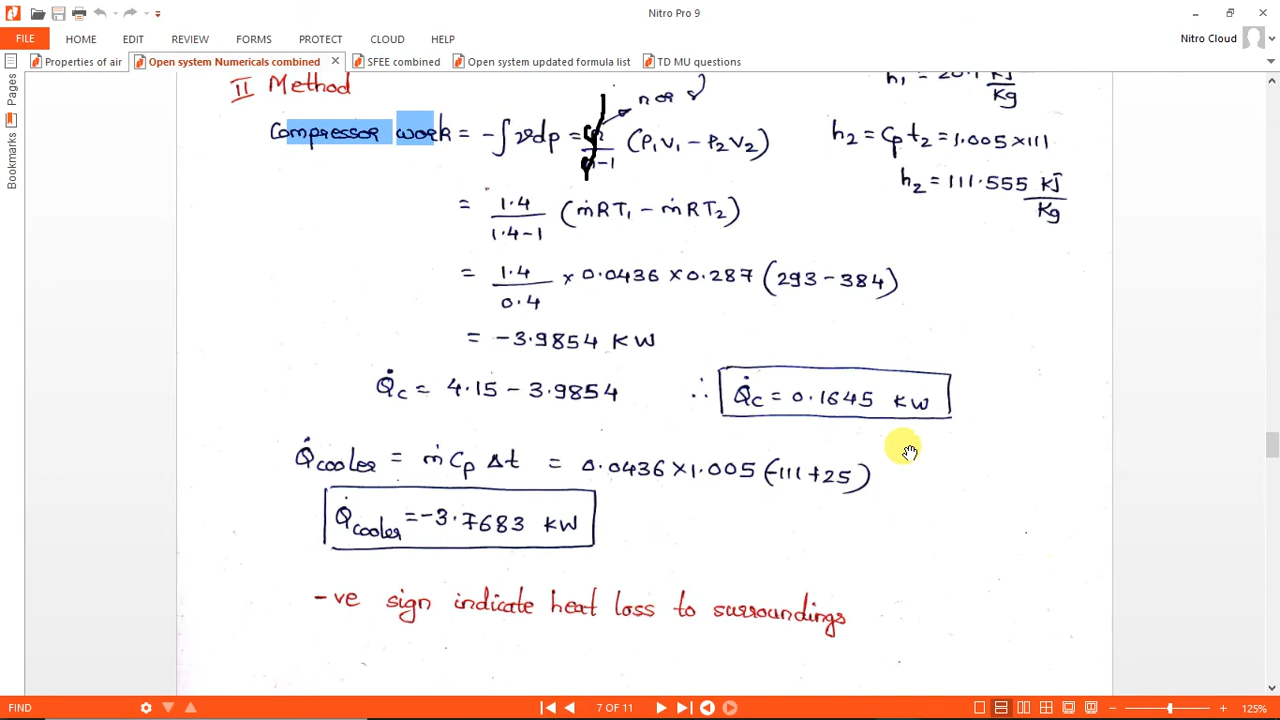 Nitro Pro 9
FILE HOME EDIT REVIEW FORMS PROTECT CLOUD HELP
Nitro Cloud
Properties of air
Open system Numericals combined
SFEE combined
Open system updated formula list
TD MU questions
Pages
Bookmarks
II Method
n or γ
Compressor work = -∫vdp = n/n-1 (P₁V₁ - P₂V₂)
= 1.4/1.4-1 (ṁRT₁ - ṁRT₂)
= 1.4/0.4 × 0.0436 × 0.287 (293 - 384)
= -3.9854 KW
Kg
h₂ = Cp t₂ = 1.005×111
h₂ = 111.555 KJ/Kg
Q̇c = 4.15 - 3.9854 ∴ Q̇c = 0.1645 KW
Q̇cooler = ṁ Cp Δt = 0.0436×1.005 (-111+25)
Q̇cooler = -3.7683 KW
-ve sign indicate heat loss to surroundings
FIND
7 OF 11
125%